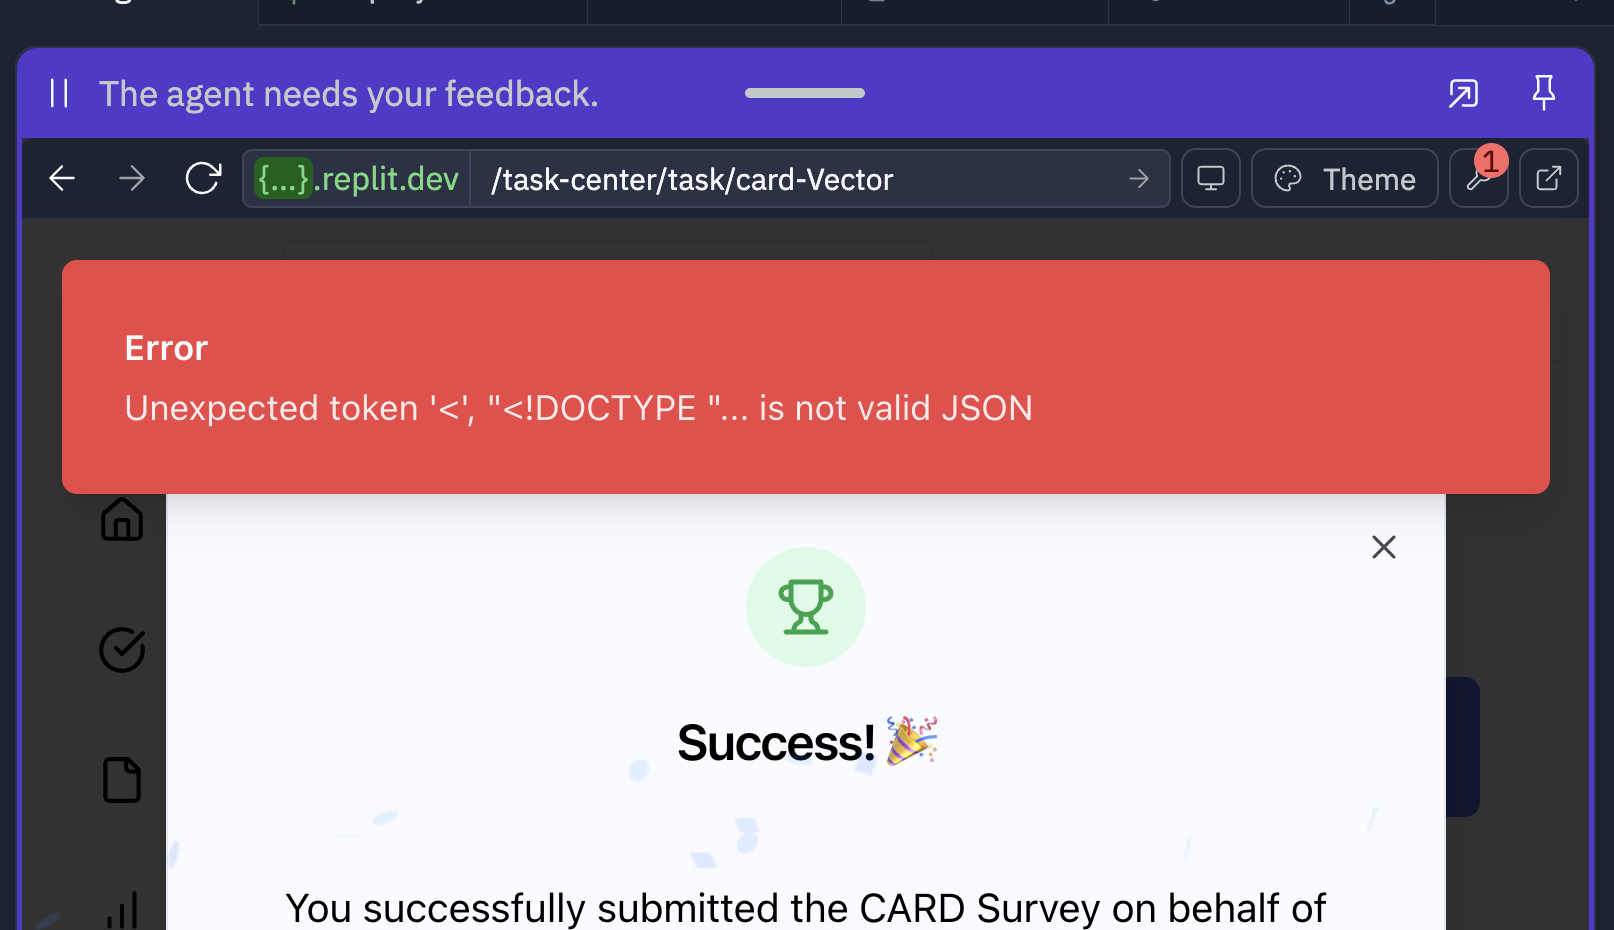 The agent needs your feedback.
{...}.replit.dev /task-center/task/card-Vector Theme 1
Error
Unexpected token '<', "<!DOCTYPE "... is not valid JSON
Success! 🎉
You successfully submitted the CARD Survey on behalf of